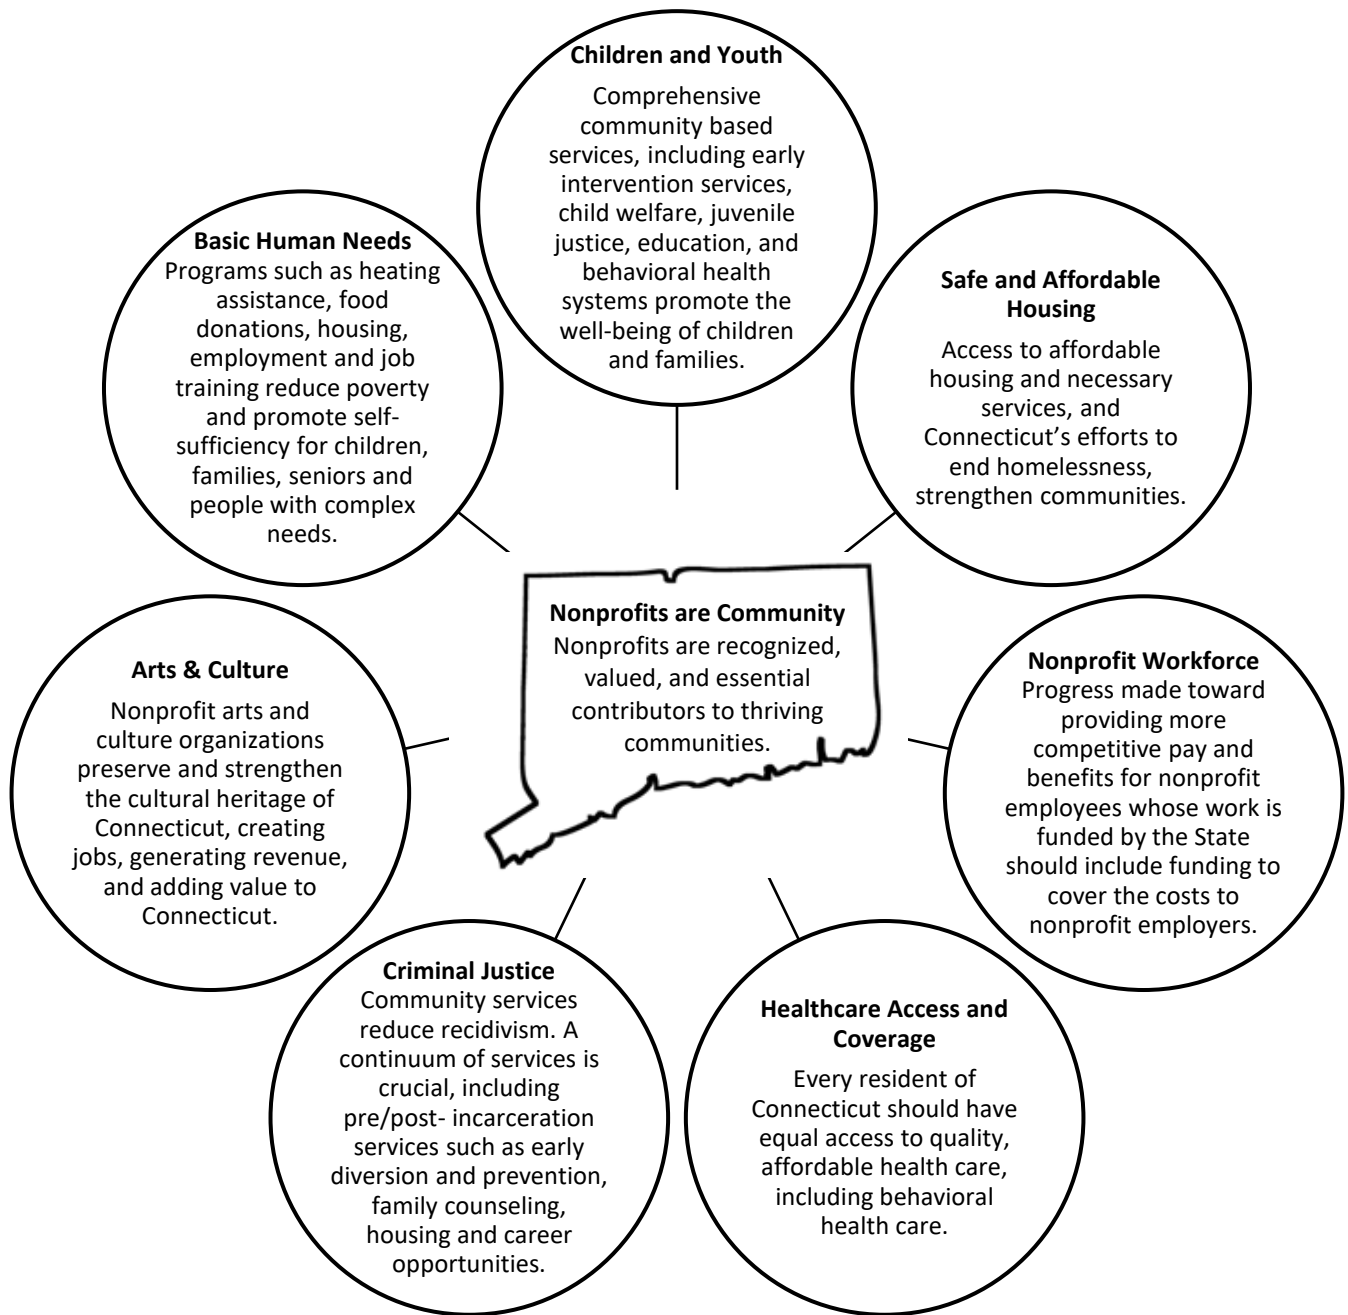 Children and Youth
Comprehensive
community based
services, including early
intervention services,
child welfare, juvenile
justice, education, and
behavioral health
systems promote the
well-being of children
and families.
Basic Human Needs
Programs such as heating
assistance, food
donations, housing,
employment and job
training reduce poverty
and promote self-
sufficiency for children,
families, seniors and
people with complex
needs.
Safe and Affordable
Housing
Access to affordable
housing and necessary
services, and
Connecticut’s efforts to
end homelessness,
strengthen communities.
Nonprofits are Community
Nonprofits are recognized,
valued, and essential
contributors to thriving
communities.
Arts & Culture
Nonprofit arts and
culture organizations
preserve and strengthen
the cultural heritage of
Connecticut, creating
jobs, generating revenue,
and adding value to
Connecticut.
Nonprofit Workforce
Progress made toward
providing more
competitive pay and
benefits for nonprofit
employees whose work is
funded by the State
should include funding to
cover the costs to
nonprofit employers.
Criminal Justice
Community services
reduce recidivism. A
continuum of services is
crucial, including
pre/post- incarceration
services such as early
diversion and prevention,
family counseling,
housing and career
opportunities.
Healthcare Access and
Coverage
Every resident of
Connecticut should have
equal access to quality,
affordable health care,
including behavioral
health care.